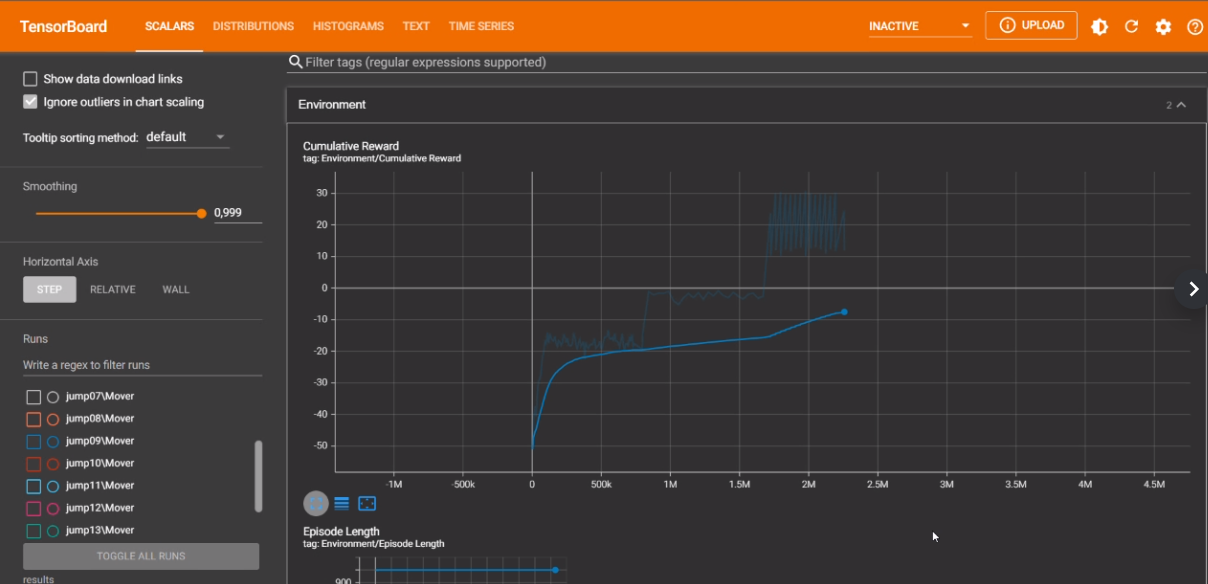 TensorBoard SCALARS DISTRIBUTIONS HISTOGRAMS TEXT TIME SERIES INACTIVE UPLOAD
Show data download links
Ignore outliers in chart scaling
Tooltip sorting method: default
Smoothing
0,999
Horizontal Axis
STEP RELATIVE WALL
Runs
Write a regex to filter runs
jump07\Mover
jump08\Mover
jump09\Mover
jump10\Mover
jump11\Mover
jump12\Mover
jump13\Mover
TOGGLE ALL RUNS
results
Filter tags (regular expressions supported)
Environment 2
Cumulative Reward
tag: Environment/Cumulative Reward
30
20
10
0
-10
-20
-30
-40
-50
-1M -500k 0 500k 1M 1.5M 2M 2.5M 3M 3.5M 4M 4.5M
Episode Length
tag: Environment/Episode Length
900